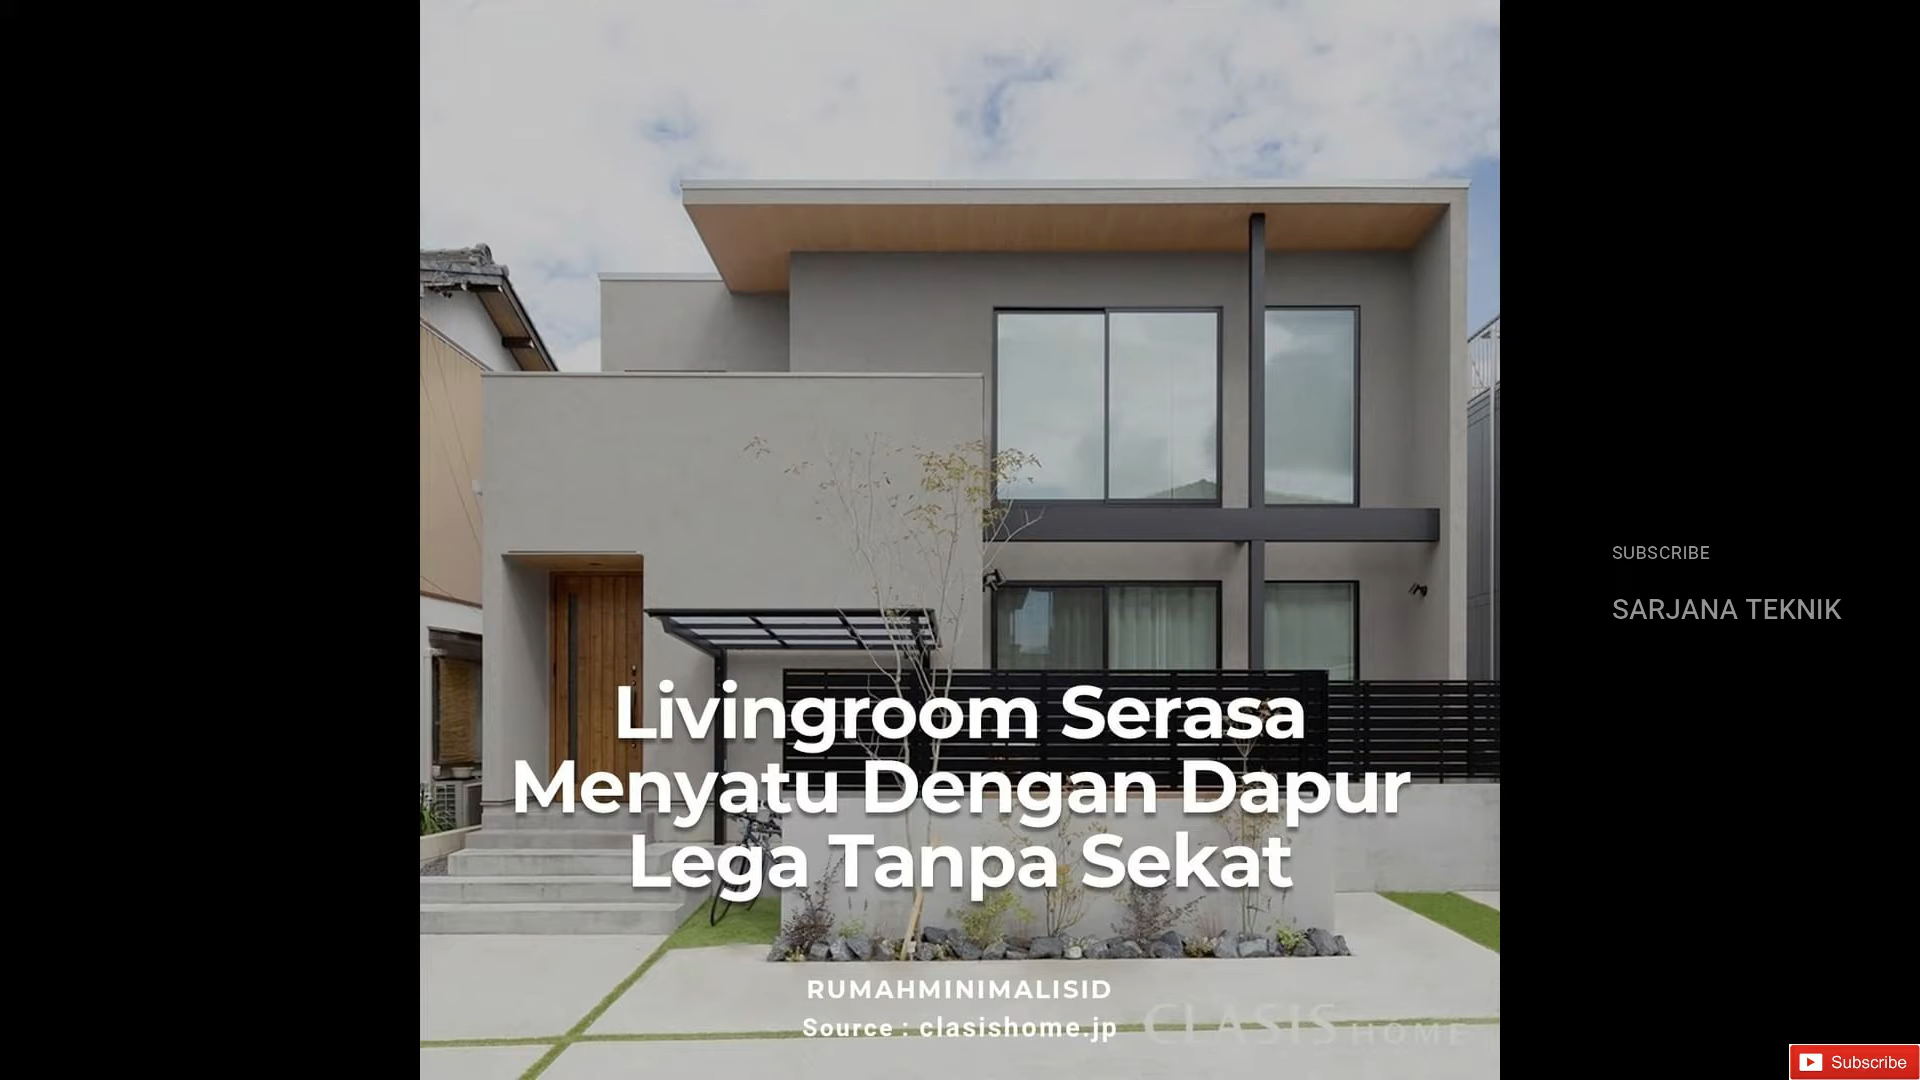 Livingroom Serasa
Menyatu Dengan Dapur
Lega Tanpa Sekat
RUMAHMINIMALISID
Source : clasishome.jp
CLASIS HOME
SUBSCRIBE
SARJANA TEKNIK
Subscribe